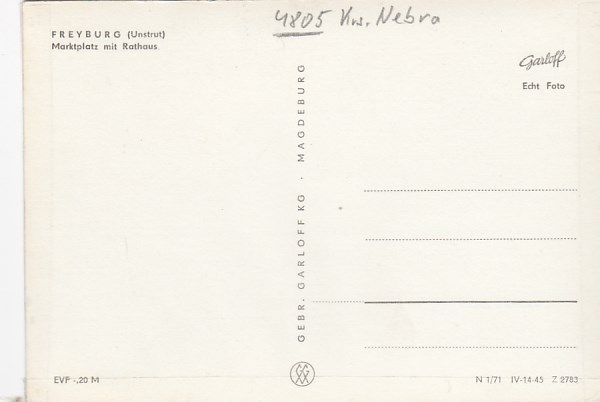 4805 Krs. Nebra
FREYBURG (Unstrut)
Marktplatz mit Rathaus
Garloff
Echt Foto
GEBR. GARLOFF KG · MAGDEBURG
EVP -,20 M
N 1/71 IV-14-45 Z 2783